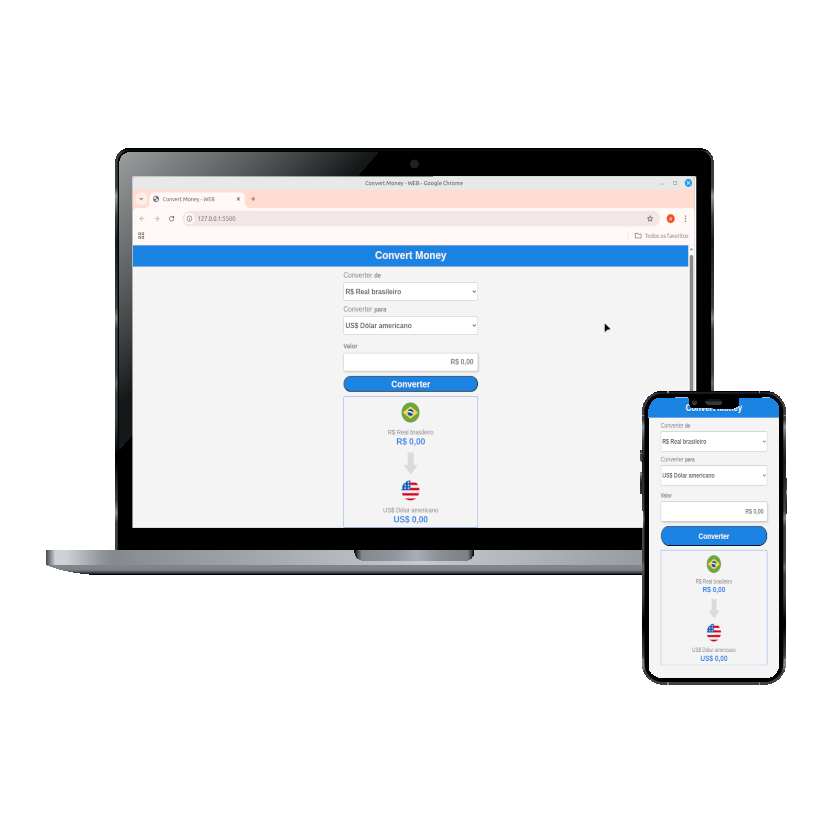 Convert Money - WEB - Google Chrome
Convert Money - WEB
127.0.0.1:5500
A
Todos os favoritos
Convert Money
Converter de
R$ Real brasileiro
Converter para
US$ Dólar americano
Valor
R$ 0,00
Converter
R$ Real brasileiro
R$ 0,00
US$ Dólar americano
US$ 0,00
Convert Money
Converter de
R$ Real brasileiro
Converter para
US$ Dólar americano
Valor
R$ 0,00
Converter
R$ Real brasileiro
R$ 0,00
US$ Dólar americano
US$ 0,00